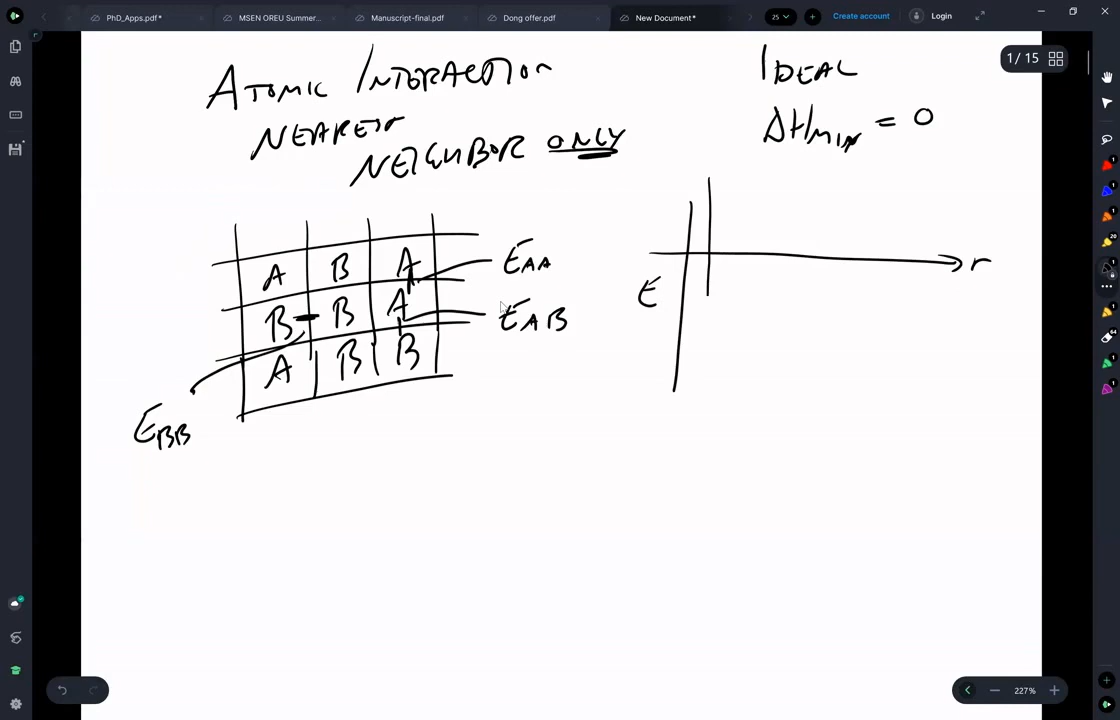 PhD_Apps.pdf*
MSEN OREU Summer...
Manuscript-final.pdf
Dong offer.pdf
New Document*
25
Create account
Login
1 / 15
ATOMIC INTERACTION
NEAREST
NEIGHBOR ONLY
IDEAL
ΔHMIX = 0
A B A
B B A
A B B
EAA
EAB
EBB
E
r
227%